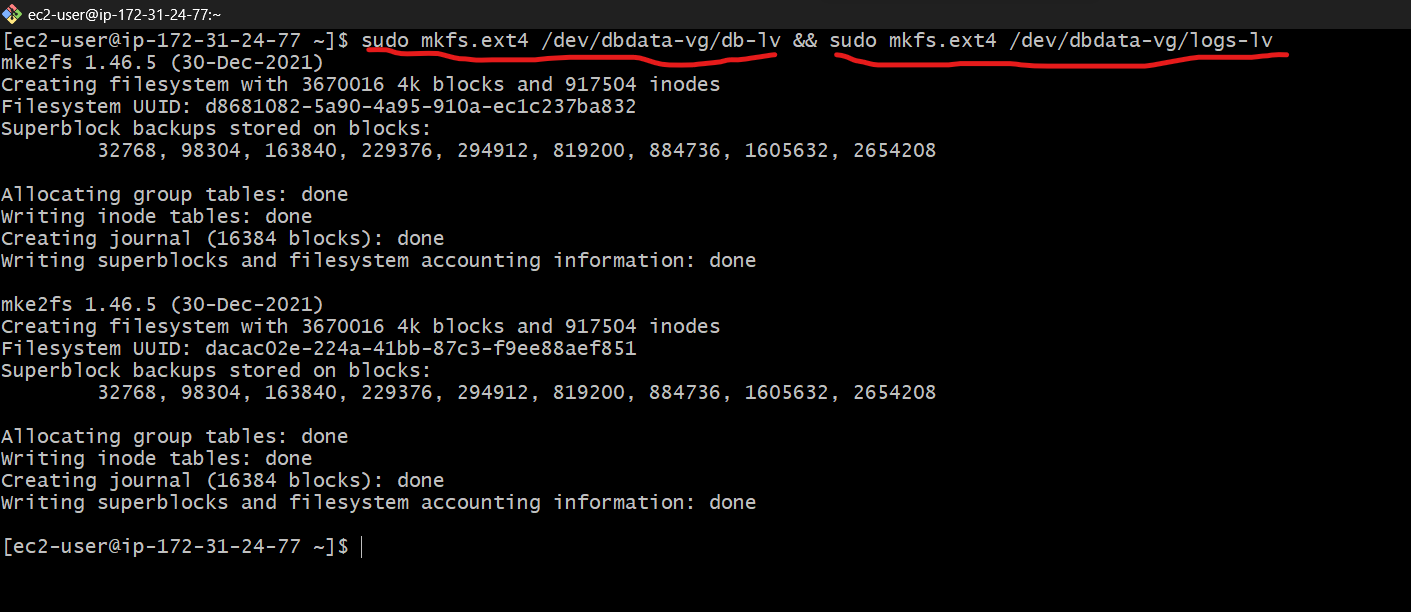 ec2-user@ip-172-31-24-77:~
[ec2-user@ip-172-31-24-77 ~]$ sudo mkfs.ext4 /dev/dbdata-vg/db-lv && sudo mkfs.ext4 /dev/dbdata-vg/logs-lv
mke2fs 1.46.5 (30-Dec-2021)
Creating filesystem with 3670016 4k blocks and 917504 inodes
Filesystem UUID: d8681082-5a90-4a95-910a-ec1c237ba832
Superblock backups stored on blocks:
        32768, 98304, 163840, 229376, 294912, 819200, 884736, 1605632, 2654208

Allocating group tables: done
Writing inode tables: done
Creating journal (16384 blocks): done
Writing superblocks and filesystem accounting information: done

mke2fs 1.46.5 (30-Dec-2021)
Creating filesystem with 3670016 4k blocks and 917504 inodes
Filesystem UUID: dacac02e-224a-41bb-87c3-f9ee88aef851
Superblock backups stored on blocks:
        32768, 98304, 163840, 229376, 294912, 819200, 884736, 1605632, 2654208

Allocating group tables: done
Writing inode tables: done
Creating journal (16384 blocks): done
Writing superblocks and filesystem accounting information: done

[ec2-user@ip-172-31-24-77 ~]$